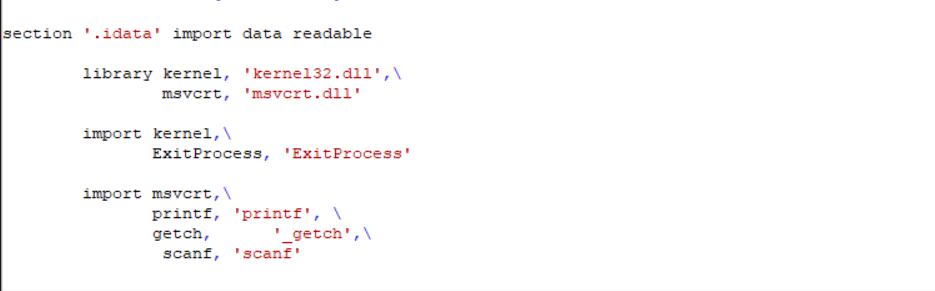 section '.idata' import data readable
library kernel, 'kernel32.dll',\
msvcrt, 'msvcrt.dll'
import kernel,\
ExitProcess, 'ExitProcess'
import msvcrt,\
printf, 'printf', \
getch, '_getch',\
scanf, 'scanf'